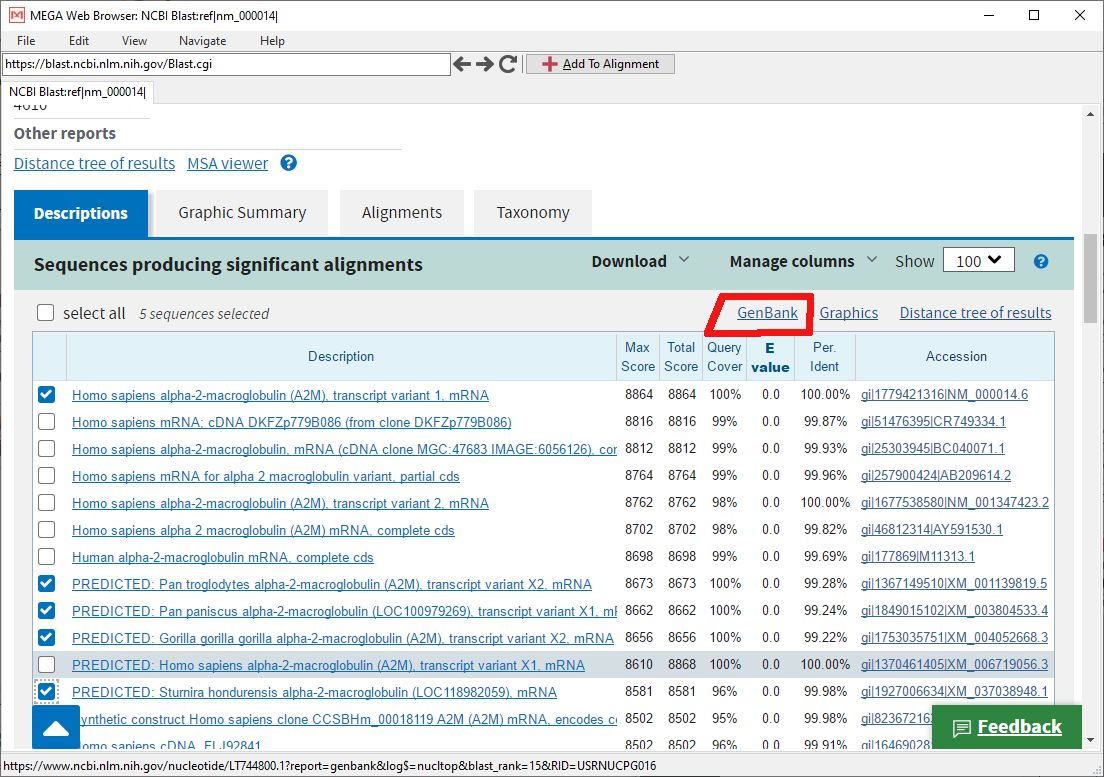 MEGA Web Browser: NCBI Blast:ref|nm_000014|
File Edit View Navigate Help
https://blast.ncbi.nlm.nih.gov/Blast.cgi Add To Alignment
NCBI Blast:ref|nm_000014|
4610
Other reports
Distance tree of results MSA viewer ?
Descriptions Graphic Summary Alignments Taxonomy
Sequences producing significant alignments Download Manage columns Show 100 ?
select all 5 sequences selected GenBank Graphics Distance tree of results
Description Max Score Total Score Query Cover E value Per. Ident Accession
Homo sapiens alpha-2-macroglobulin (A2M), transcript variant 1, mRNA 8864 8864 100% 0.0 100.00% gi|1779421316|NM_000014.6
Homo sapiens mRNA; cDNA DKFZp779B086 (from clone DKFZp779B086) 8816 8816 99% 0.0 99.87% gi|51476395|CR749334.1
Homo sapiens alpha-2-macroglobulin, mRNA (cDNA clone MGC:47683 IMAGE:6056126), cor 8812 8812 99% 0.0 99.93% gi|25303945|BC040071.1
Homo sapiens mRNA for alpha 2 macroglobulin variant, partial cds 8764 8764 99% 0.0 99.96% gi|257900424|AB209614.2
Homo sapiens alpha-2-macroglobulin (A2M), transcript variant 2, mRNA 8762 8762 98% 0.0 100.00% gi|1677538580|NM_001347423.2
Homo sapiens alpha 2 macroglobulin (A2M) mRNA, complete cds 8702 8702 98% 0.0 99.82% gi|46812314|AY591530.1
Human alpha-2-macroglobulin mRNA, complete cds 8698 8698 99% 0.0 99.69% gi|177869|M11313.1
PREDICTED: Pan troglodytes alpha-2-macroglobulin (A2M), transcript variant X2, mRNA 8673 8673 100% 0.0 99.28% gi|1367149510|XM_001139819.5
PREDICTED: Pan paniscus alpha-2-macroglobulin (LOC100979269), transcript variant X1, mF 8662 8662 100% 0.0 99.24% gi|1849015102|XM_003804533.4
PREDICTED: Gorilla gorilla gorilla alpha-2-macroglobulin (A2M), transcript variant X2, mRNA 8656 8656 100% 0.0 99.22% gi|1753035751|XM_004052668.3
PREDICTED: Homo sapiens alpha-2-macroglobulin (A2M), transcript variant X1, mRNA 8610 8868 100% 0.0 100.00% gi|1370461405|XM_006719056.3
PREDICTED: Sturnira hondurensis alpha-2-macroglobulin (LOC118982059), mRNA 8581 8581 96% 0.0 99.98% gi|1927006634|XM_037038948.1
ynthetic construct Homo sapiens clone CCSBHm_00018119 A2M (A2M) mRNA, encodes co 8502 8502 95% 0.0 99.98% gi|82367216
Homo sapiens cDNA, FLJ92841 8502 8502 96% 0.0 99.91% gi|16469028
Feedback
https://www.ncbi.nlm.nih.gov/nucleotide/LT744800.1?report=genbank&log$=nucltop&blast_rank=15&RID=USRNUCPG016